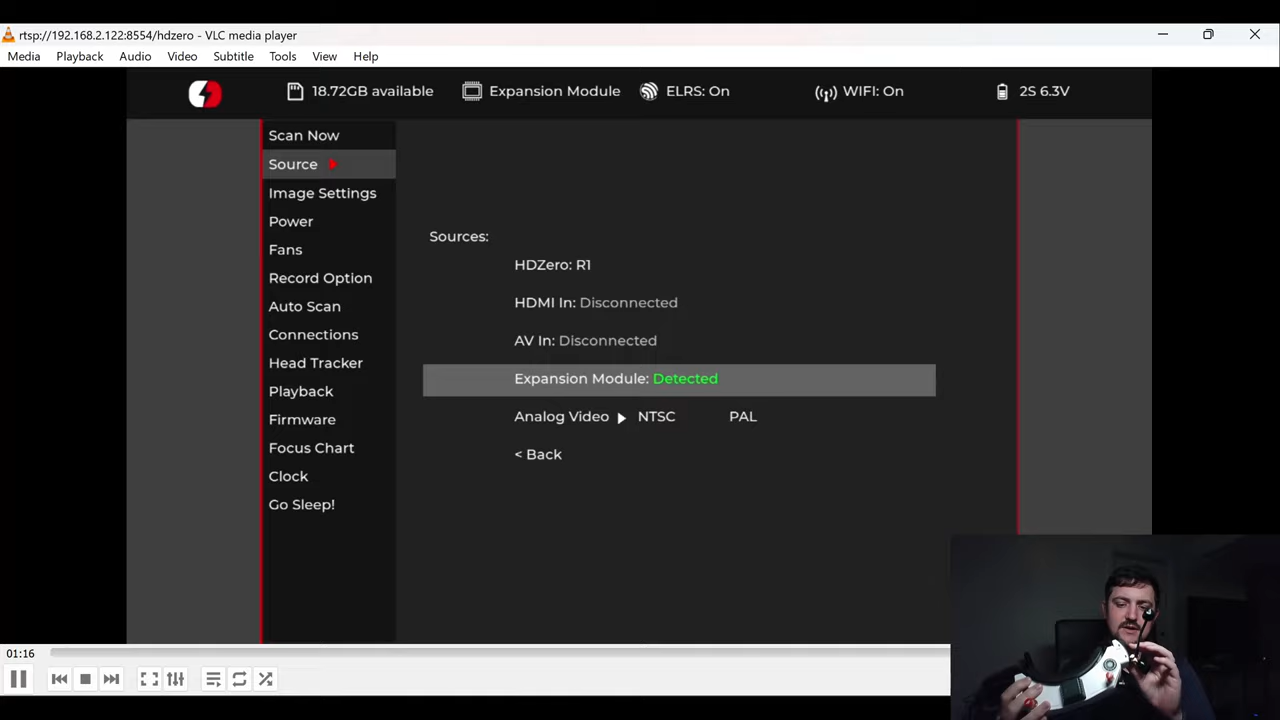 rtsp://192.168.2.122:8554/hdzero - VLC media player
Media Playback Audio Video Subtitle Tools View Help
18.72GB available Expansion Module ELRS: On WIFI: On 2S 6.3V
Scan Now
Source
Image Settings
Power
Fans
Record Option
Auto Scan
Connections
Head Tracker
Playback
Firmware
Focus Chart
Clock
Go Sleep!
Sources:
HDZero: R1
HDMI In: Disconnected
AV In: Disconnected
Expansion Module: Detected
Analog Video NTSC PAL
< Back
01:16